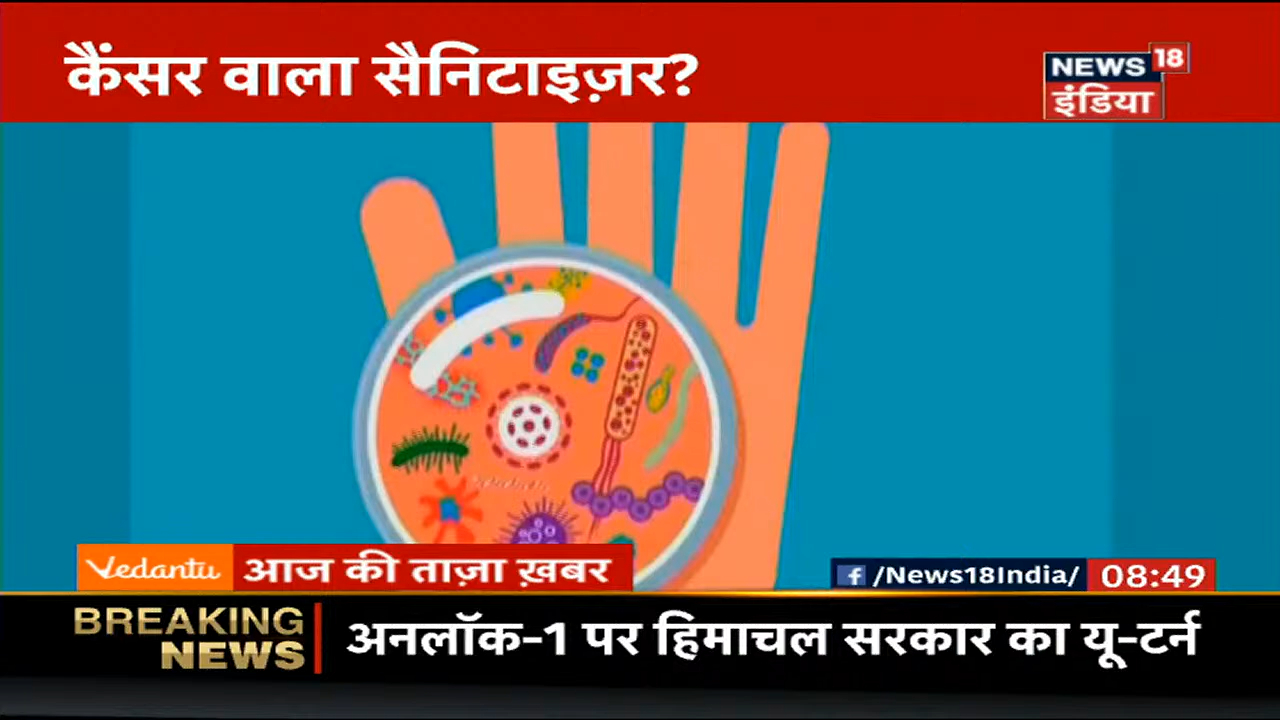 कैंसर वाला सैनिटाइज़र?
NEWS 18
इंडिया
Vedantu
आज की ताज़ा ख़बर
/News18India/
08:49
BREAKING
NEWS
अनलॉक-1 पर हिमाचल सरकार का यू-टर्न